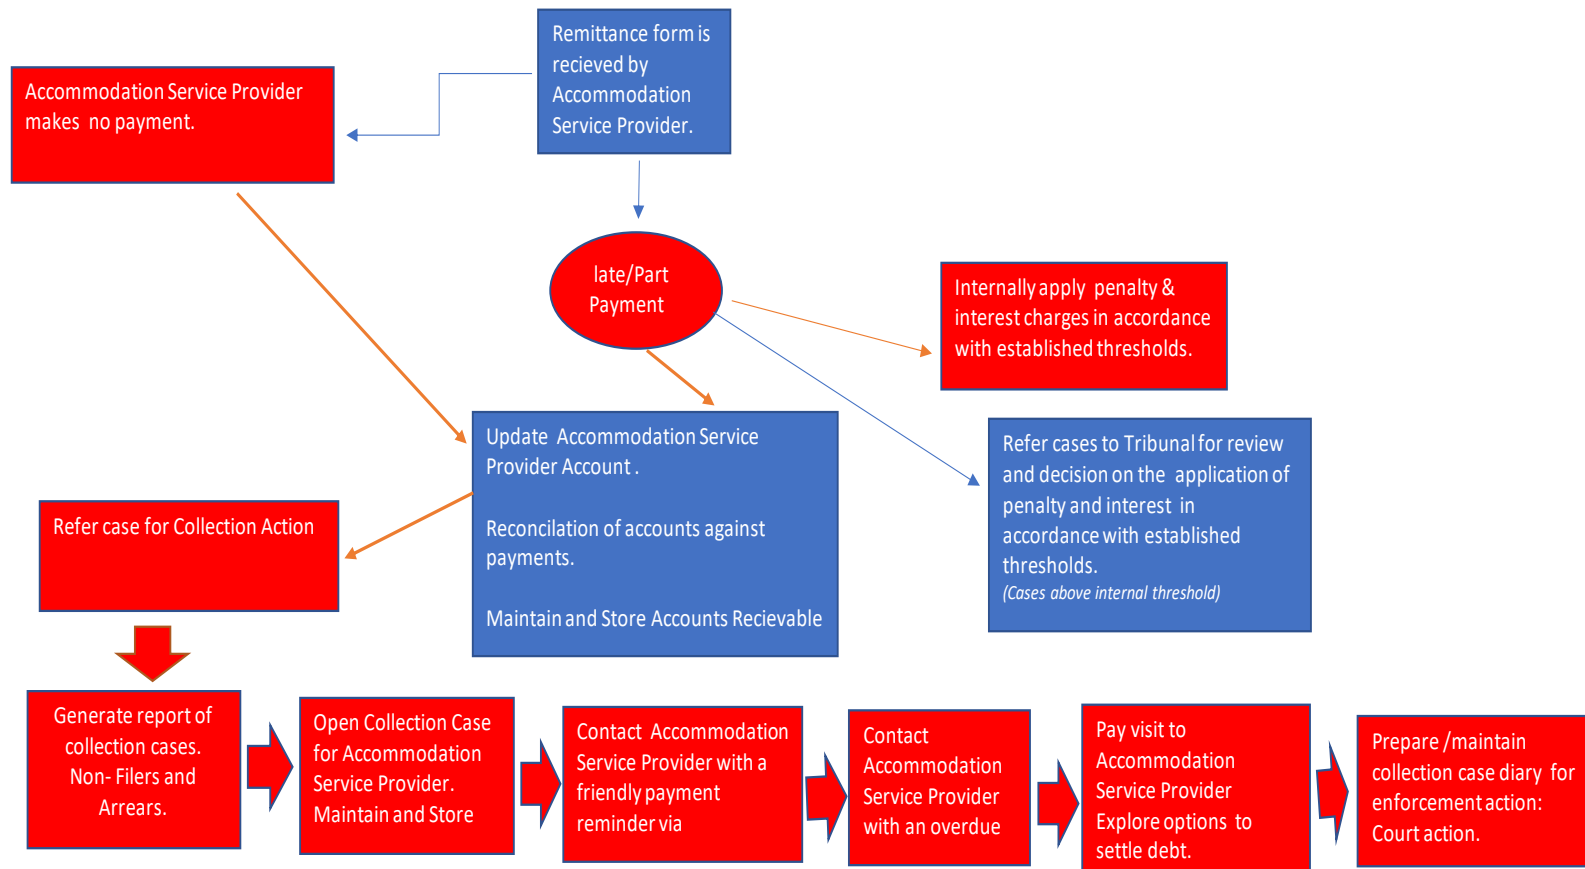 Remittance form is
recieved by
Accommodation
Service Provider.
Accommodation Service Provider
makes no payment.
late/Part
Payment
Internally apply penalty &
interest charges in accordance
with established thresholds.
Update Accommodation Service
Provider Account .
Reconcilation of accounts against
payments.
Maintain and Store Accounts Recievable
Refer cases to Tribunal for review
and decision on the application of
penalty and interest in
accordance with established
thresholds.
(Cases above internal threshold)
Refer case for Collection Action
Generate report of
collection cases.
Non- Filers and
Arrears.
Open Collection Case
for Accommodation
Service Provider.
Maintain and Store
Contact Accommodation
Service Provider with a
friendly payment
reminder via
Contact
Accommodation
Service Provider
with an overdue
Pay visit to
Accommodation
Service Provider
Explore options to
settle debt.
Prepare /maintain
collection case diary for
enforcement action:
Court action.